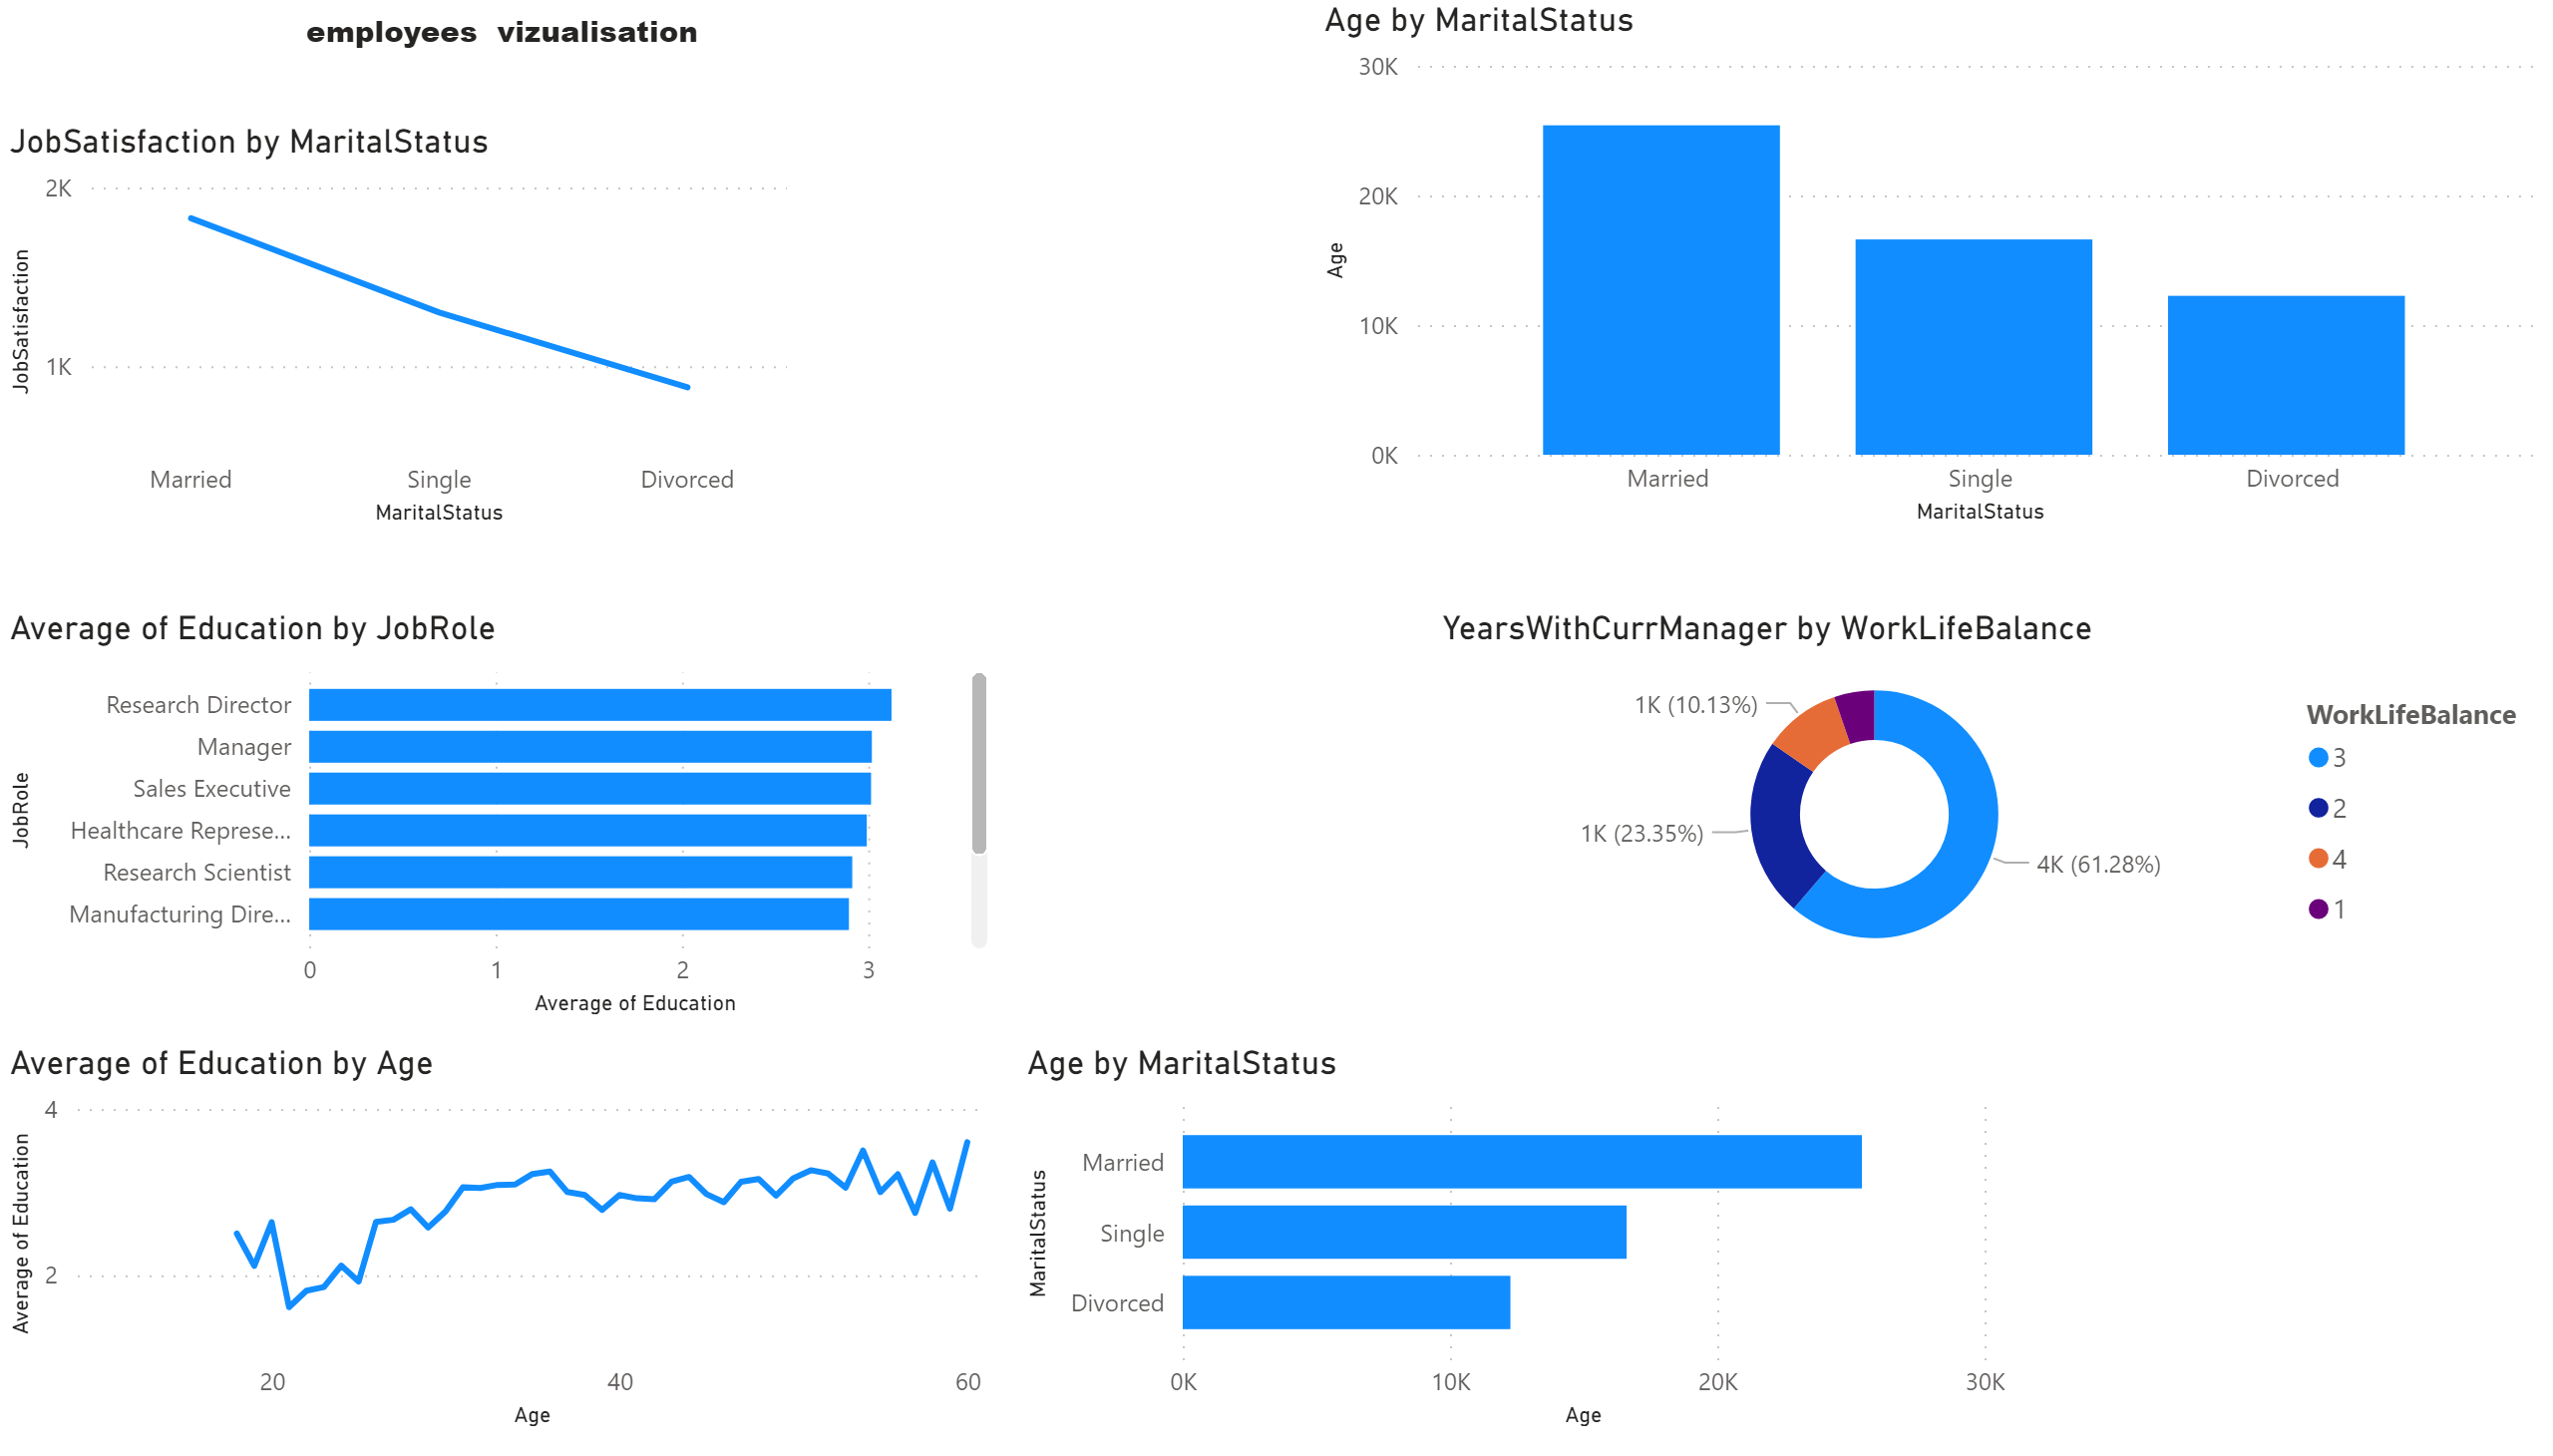 employees vizualisation
JobSatisfaction by MaritalStatus
2K
1K
JobSatisfaction
Married Single Divorced
MaritalStatus
Age by MaritalStatus
30K
20K
10K
0K
Age
Married Single Divorced
MaritalStatus
Average of Education by JobRole
JobRole
Research Director
Manager
Sales Executive
Healthcare Represe...
Research Scientist
Manufacturing Dire...
0 1 2 3
Average of Education
YearsWithCurrManager by WorkLifeBalance
1K (10.13%)
1K (23.35%)
4K (61.28%)
WorkLifeBalance
3
2
4
1
Average of Education by Age
4
2
Average of Education
20 40 60
Age
Age by MaritalStatus
MaritalStatus
Married
Single
Divorced
0K 10K 20K 30K
Age